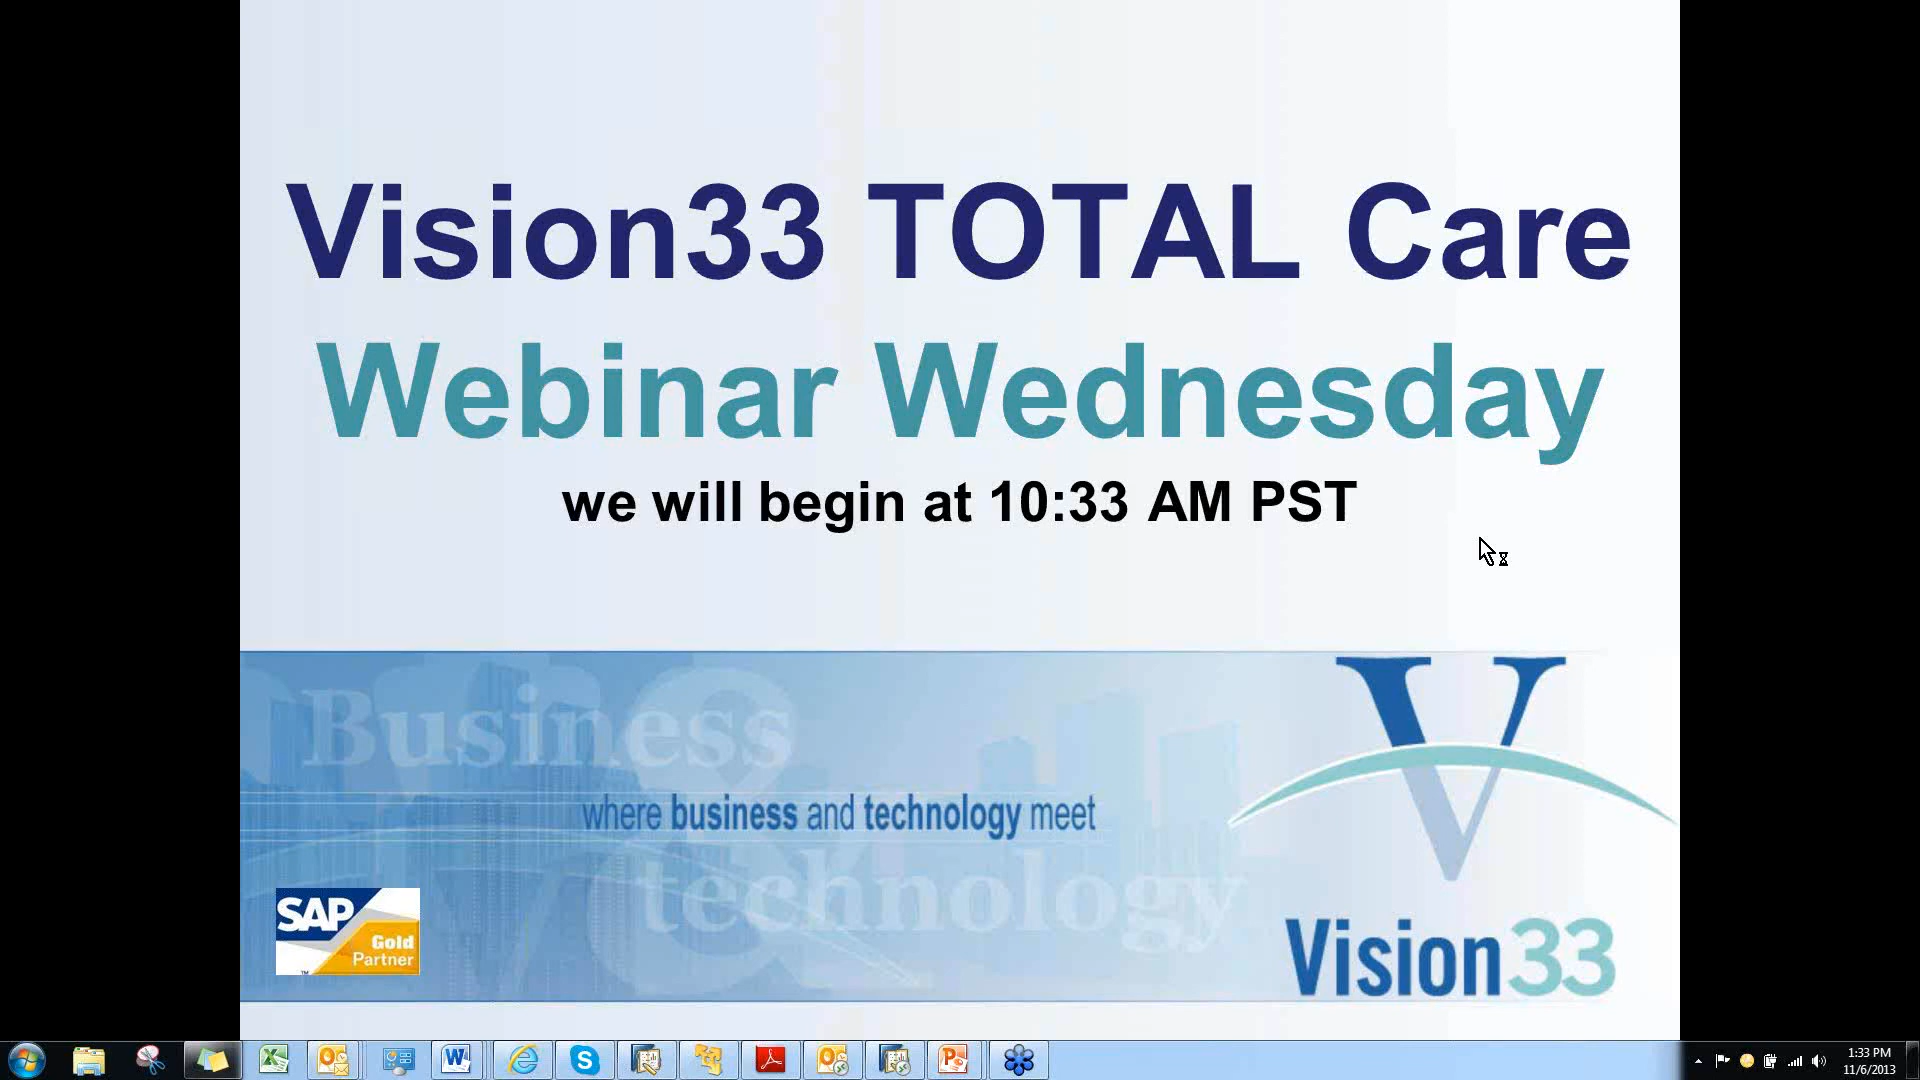 Vision33 TOTAL Care
Webinar Wednesday
we will begin at 10:33 AM PST
Business
where business and technology meet
technology
SAP
Gold
Partner
™
Vision33
1:33 PM
11/6/2013